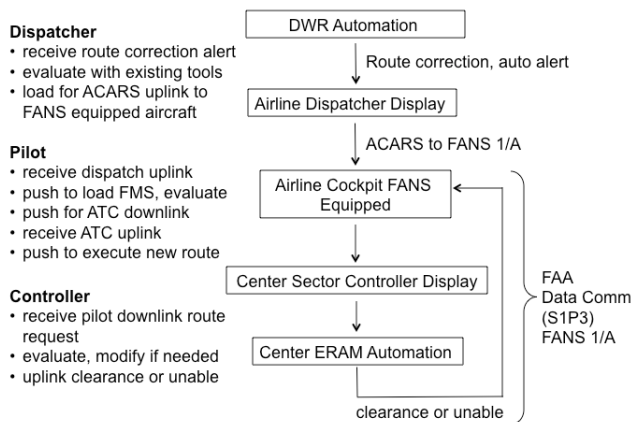 Dispatcher
• receive route correction alert
• evaluate with existing tools
• load for ACARS uplink to
FANS equipped aircraft
Pilot
• receive dispatch uplink
• push to load FMS, evaluate
• push for ATC downlink
• receive ATC uplink
• push to execute new route
Controller
• receive pilot downlink route
request
• evaluate, modify if needed
• uplink clearance or unable
DWR Automation
Route correction, auto alert
Airline Dispatcher Display
ACARS to FANS 1/A
Airline Cockpit FANS
Equipped
Center Sector Controller Display
Center ERAM Automation
clearance or unable
FAA
Data Comm
(S1P3)
FANS 1/A